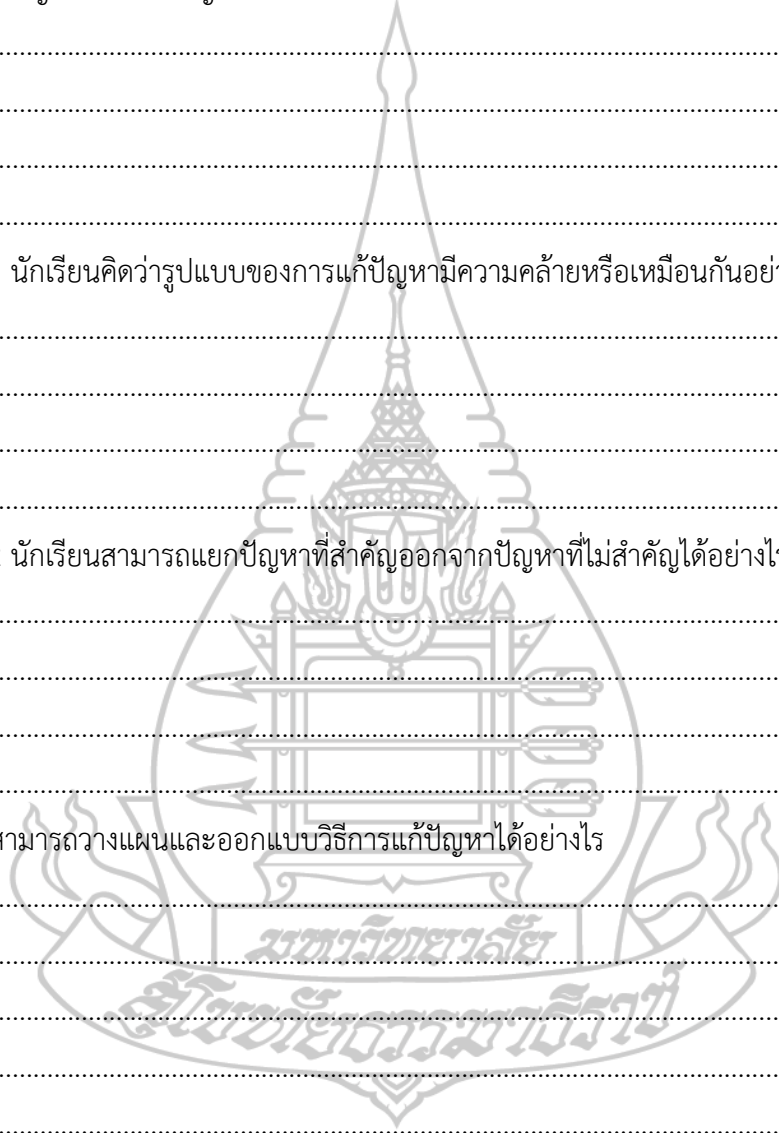 นักเรียนคิดว่ารูปแบบของการแก้ปัญหามีความคล้ายหรือเหมือนกันอย่า
นักเรียนสามารถแยกปัญหาที่สำคัญออกจากปัญหาที่ไม่สำคัญได้อย่างไร
สามารถวางแผนและออกแบบวิธีการแก้ปัญหาได้อย่างไร
มหาวิทยาลัย
สุโขทัยธรรมาธิราช